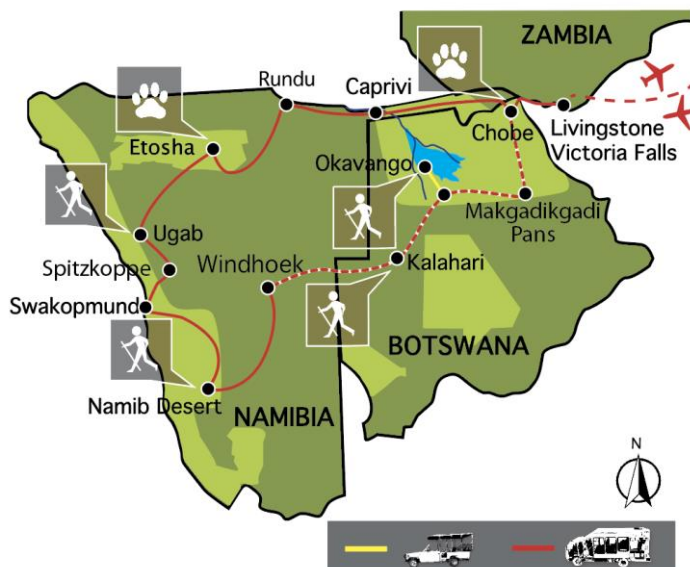 ZAMBIA
Rundu
Caprivi
Etosha
Chobe
Livingstone
Victoria Falls
Okavango
Makgadikgadi
Pans
Ugab
Spitzkoppe
Windhoek
Kalahari
Swakopmund
BOTSWANA
Namib Desert
NAMIBIA
N